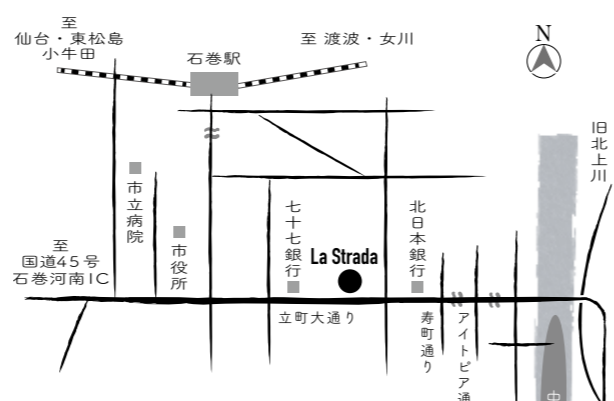 至
仙台・東松島
小牛田
石巻駅
至 渡波・女川
N
旧北上川
市立病院
市役所
七十七銀行
La Strada
北日本銀行
至
国道45号
石巻河南IC
立町大通り
寿町通り
アイトピア通
中